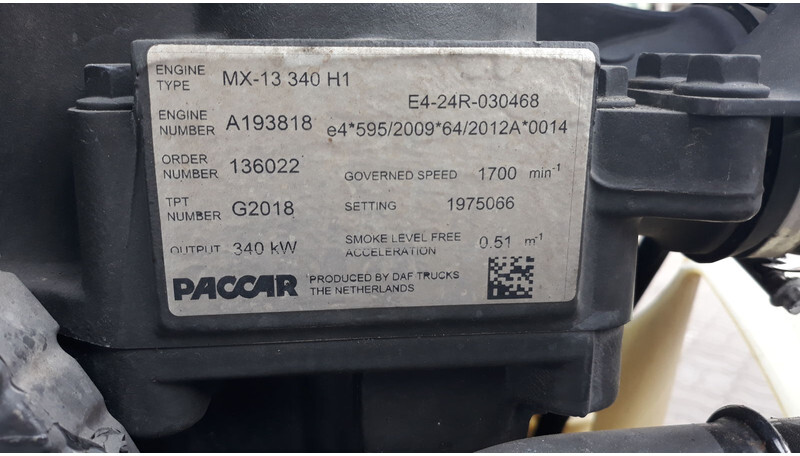 ENGINE TYPE MX-13 340 H1
E4-24R-030468
ENGINE NUMBER A193818 e4*595/2009*64/2012A*0014
ORDER NUMBER 136022
GOVERNED SPEED 1700 min-1
TPT NUMBER G2018
SETTING 1975066
OUTPUT 340 kW
SMOKE LEVEL FREE ACCELERATION 0.51 m-1
PACCAR
PRODUCED BY DAF TRUCKS
THE NETHERLANDS